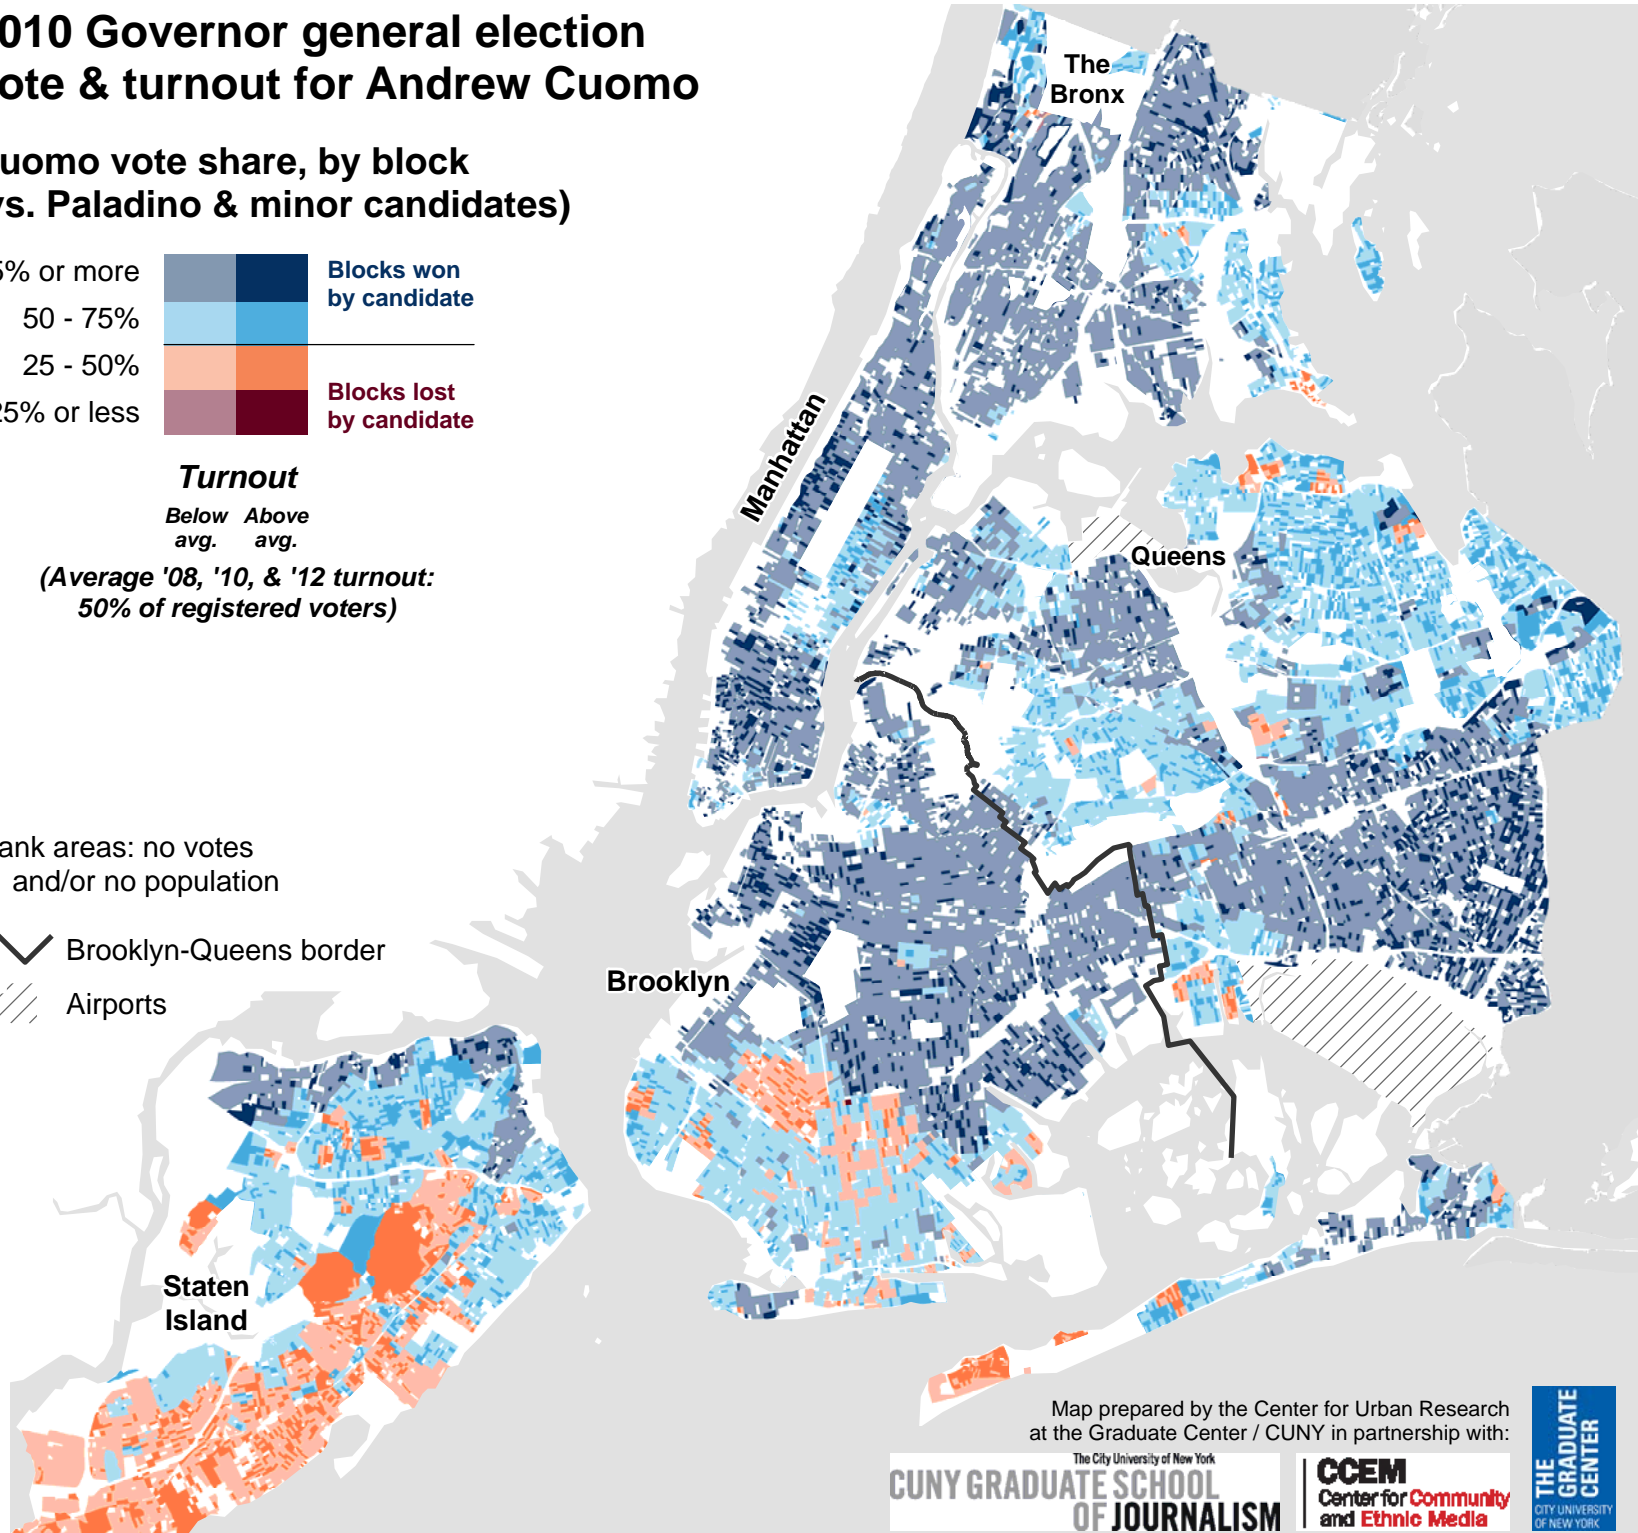 010 Governor general election
ote & turnout for Andrew Cuomo
uomo vote share, by block
vs. Paladino & minor candidates)
5% or more
50 - 75%
25 - 50%
25% or less
Blocks won
by candidate
Blocks lost
by candidate
Turnout
Below Above
avg. avg.
(Average '08, '10, & '12 turnout:
50% of registered voters)
ank areas: no votes
and/or no population
Brooklyn-Queens border
Airports
The
Bronx
Manhattan
Queens
Brooklyn
Staten
Island
Map prepared by the Center for Urban Research
at the Graduate Center / CUNY in partnership with:
The City University of New York
CUNY GRADUATE SCHOOL
OF JOURNALISM
CCEM
Center for Community
and Ethnic Media
THE
GRADUATE
CENTER
CITY UNIVERSITY
OF NEW YORK